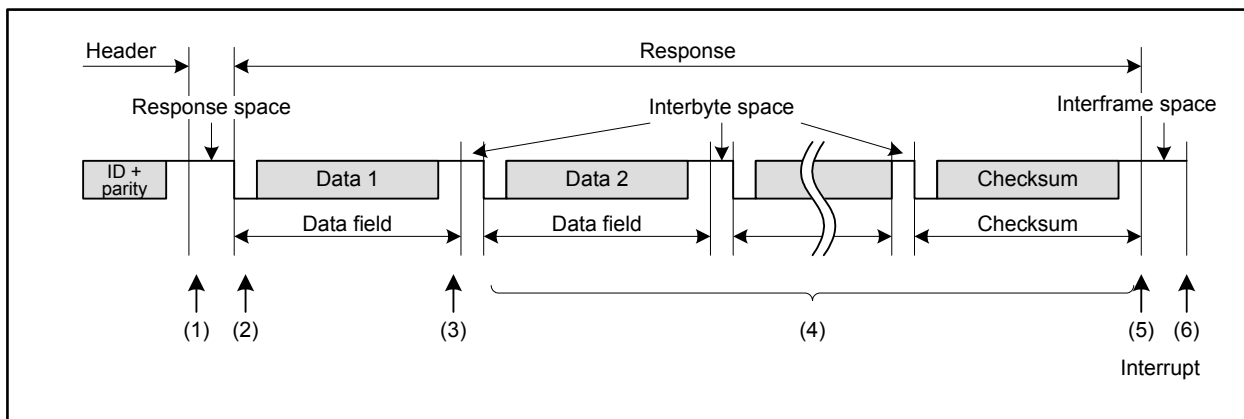 Header
Response
Response space
Interbyte space
Interframe space
ID +
parity
Data 1
Data 2
Checksum
Data field
Data field
Checksum
(1)
(2)
(3)
(4)
(5)
(6)
Interrupt